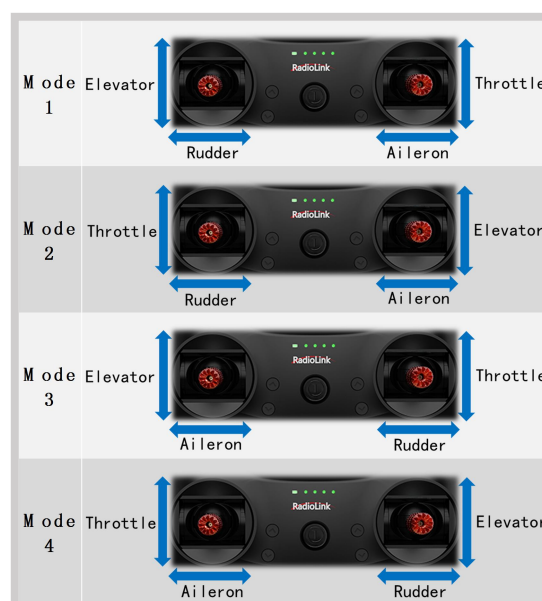 RadioLink
Mode Elevator Throttle
1
Rudder Aileron
RadioLink
Mode Throttle Elevator
2
Rudder Aileron
RadioLink
Mode Elevator Throttle
3
Aileron Rudder
RadioLink
Mode Throttle Elevator
4
Aileron Rudder